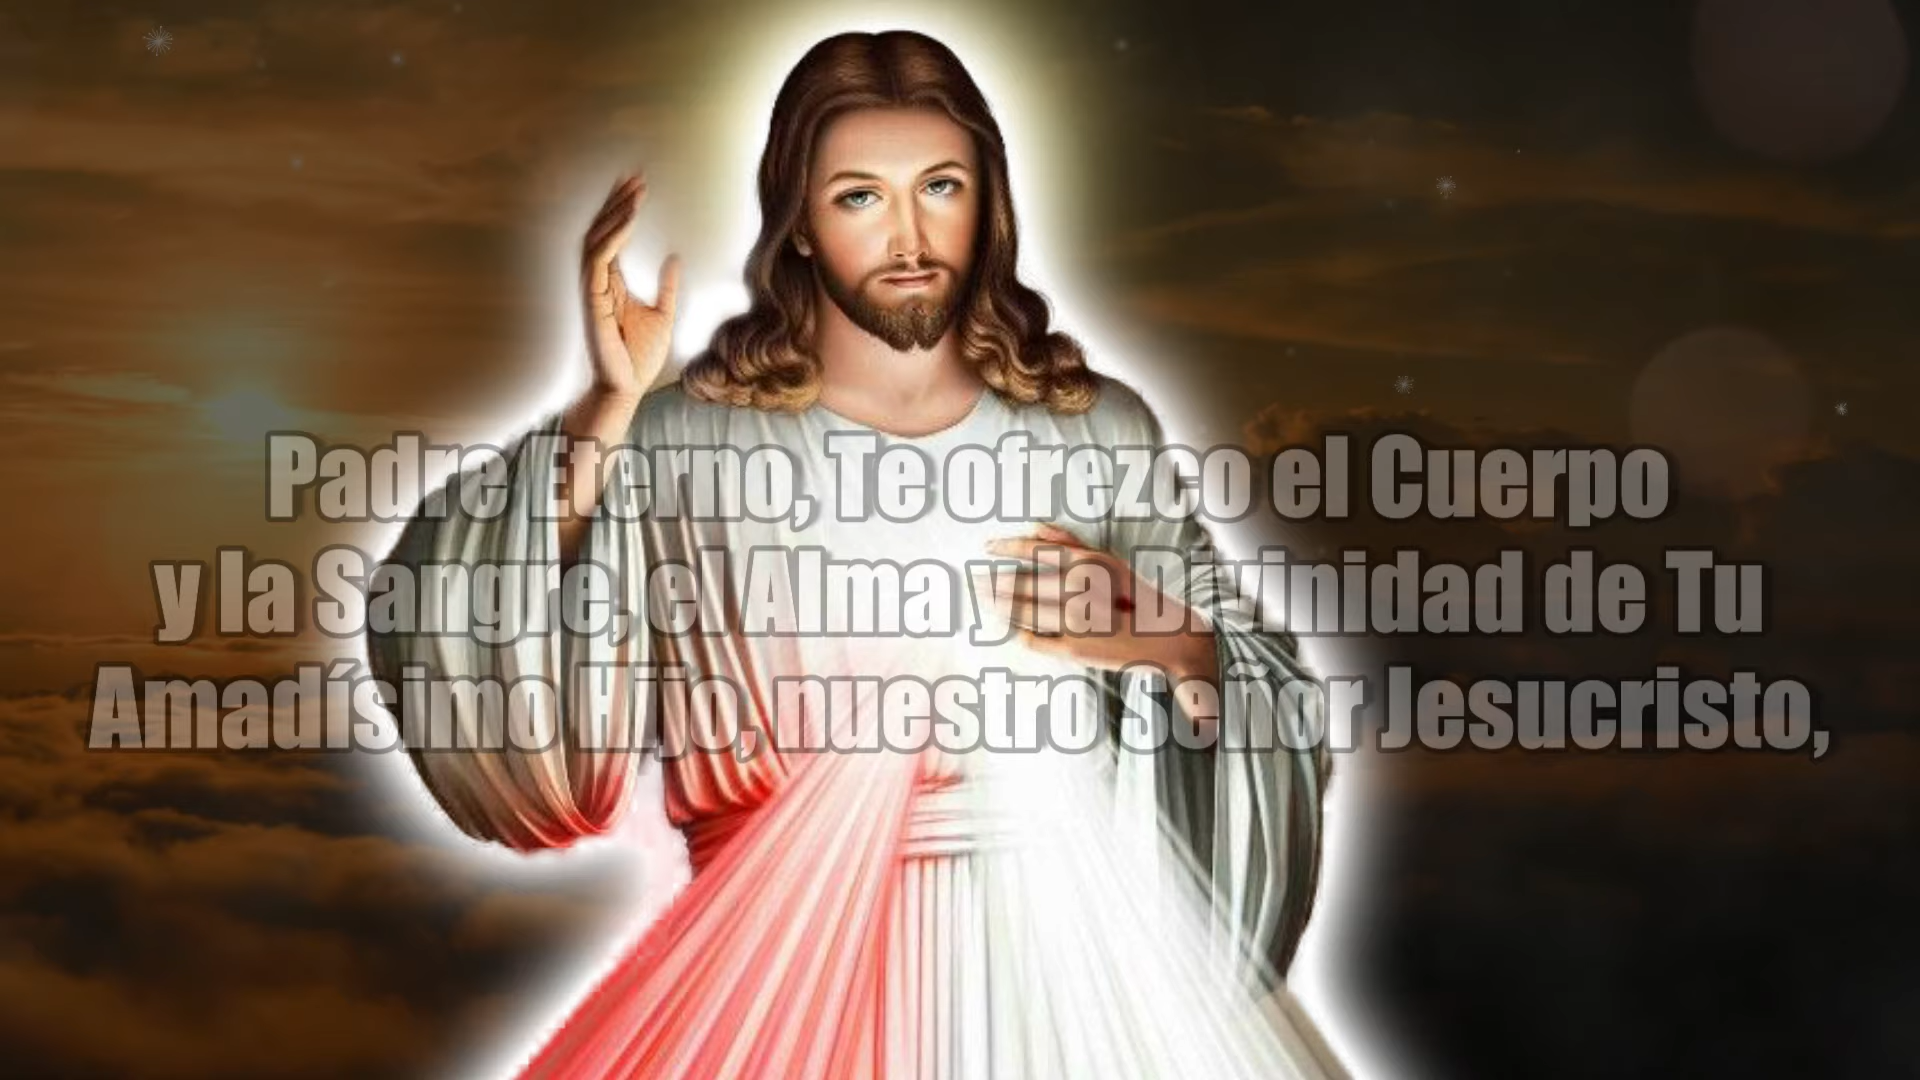 Padre Eterno, Te ofrezco el Cuerpo
y la Sangre, el Alma y la Divinidad de Tu
Amadísimo Hijo, nuestro Señor Jesucristo,